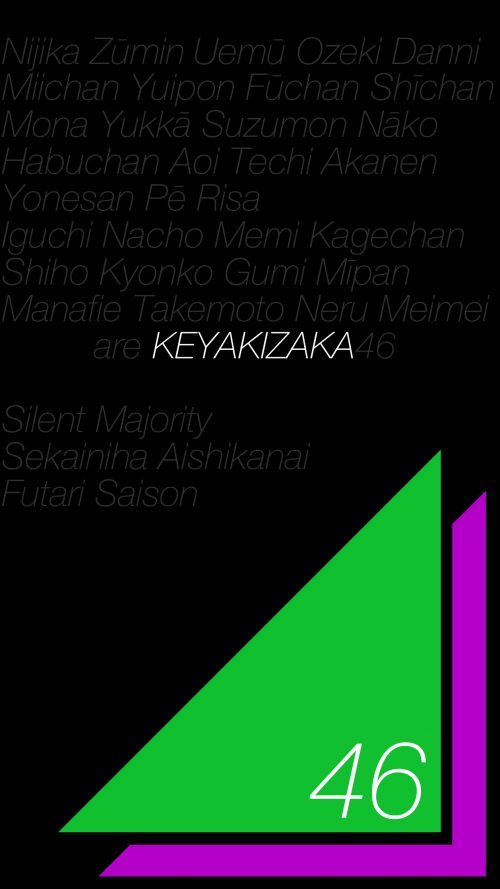 Nijika Zūmin Uemū Ozeki Danni
Miichan Yuipon Fūchan Shīchan
Mona Yukkā Suzumon Nāko
Habuchan Aoi Techi Akanen
Yonesan Pē Risa
Iguchi Nacho Memi Kagechan
Shiho Kyonko Gumi Mīpan
Manafie Takemoto Neru Meimei
are KEYAKIZAKA46
Silent Majority
Sekainiha Aishikanai
Futari Saison
46